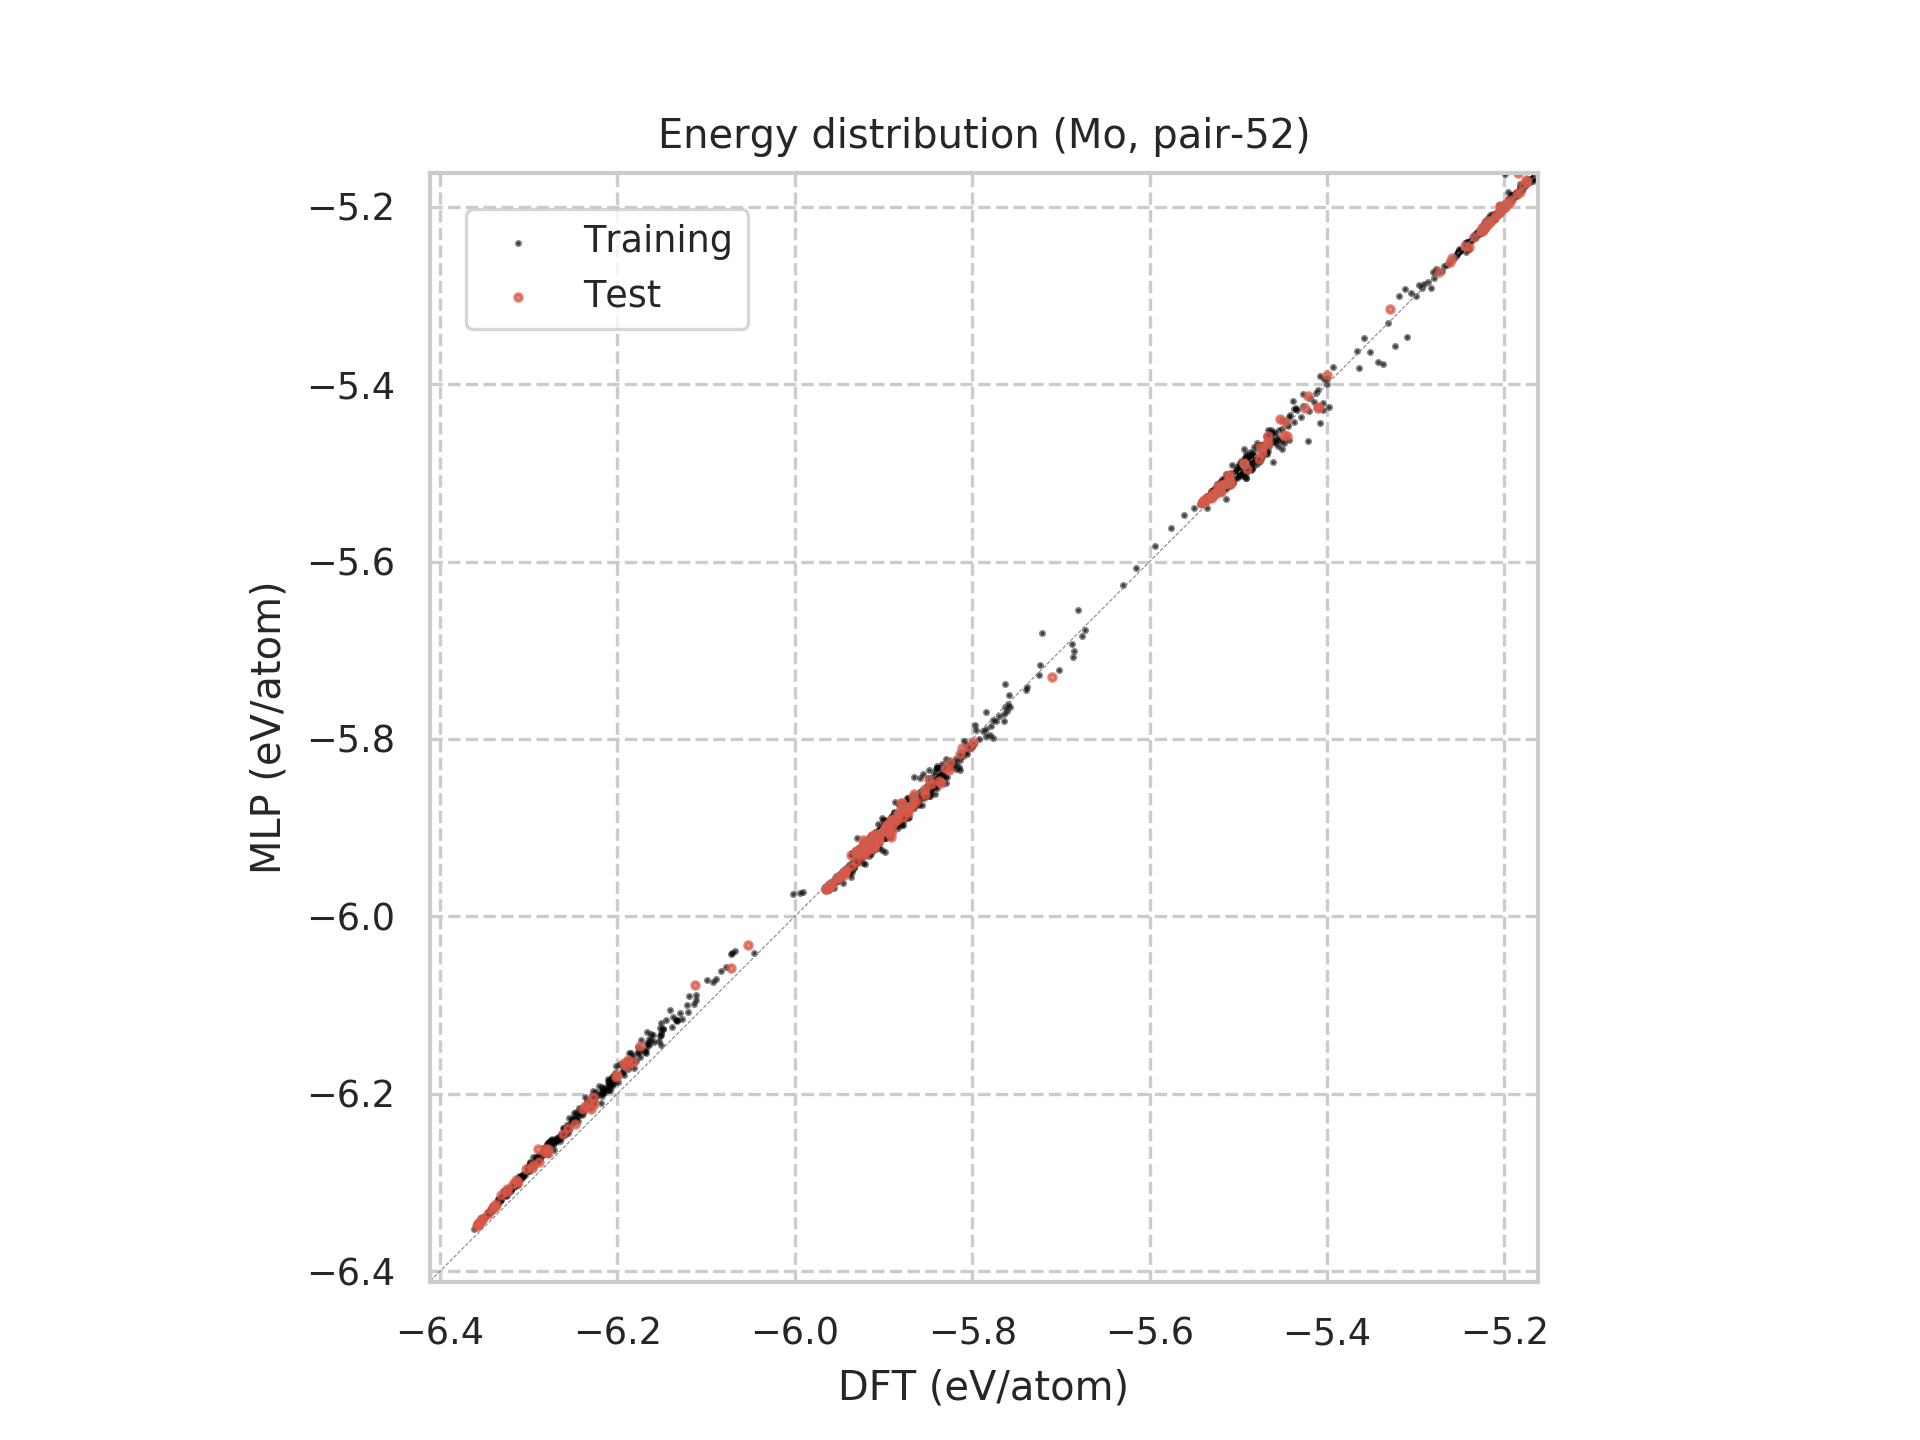 Energy distribution (Mo, pair-52)
Training
Test
−5.2
−5.4
−5.6
−5.8
−6.0
−6.2
−6.4
MLP (eV/atom)
−6.4 −6.2 −6.0 −5.8 −5.6 −5.4 −5.2
DFT (eV/atom)